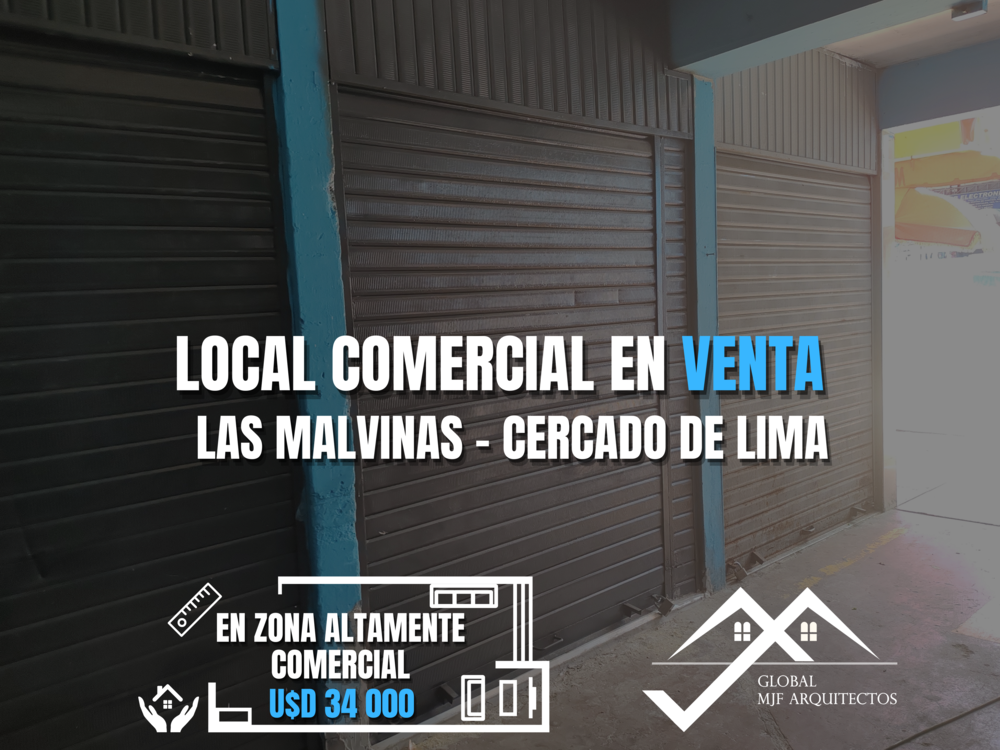 LOCAL COMERCIAL EN VENTA
LAS MALVINAS - CERCADO DE LIMA
EN ZONA ALTAMENTE
COMERCIAL
U$D 34 000
GLOBAL
MJF ARQUITECTOS